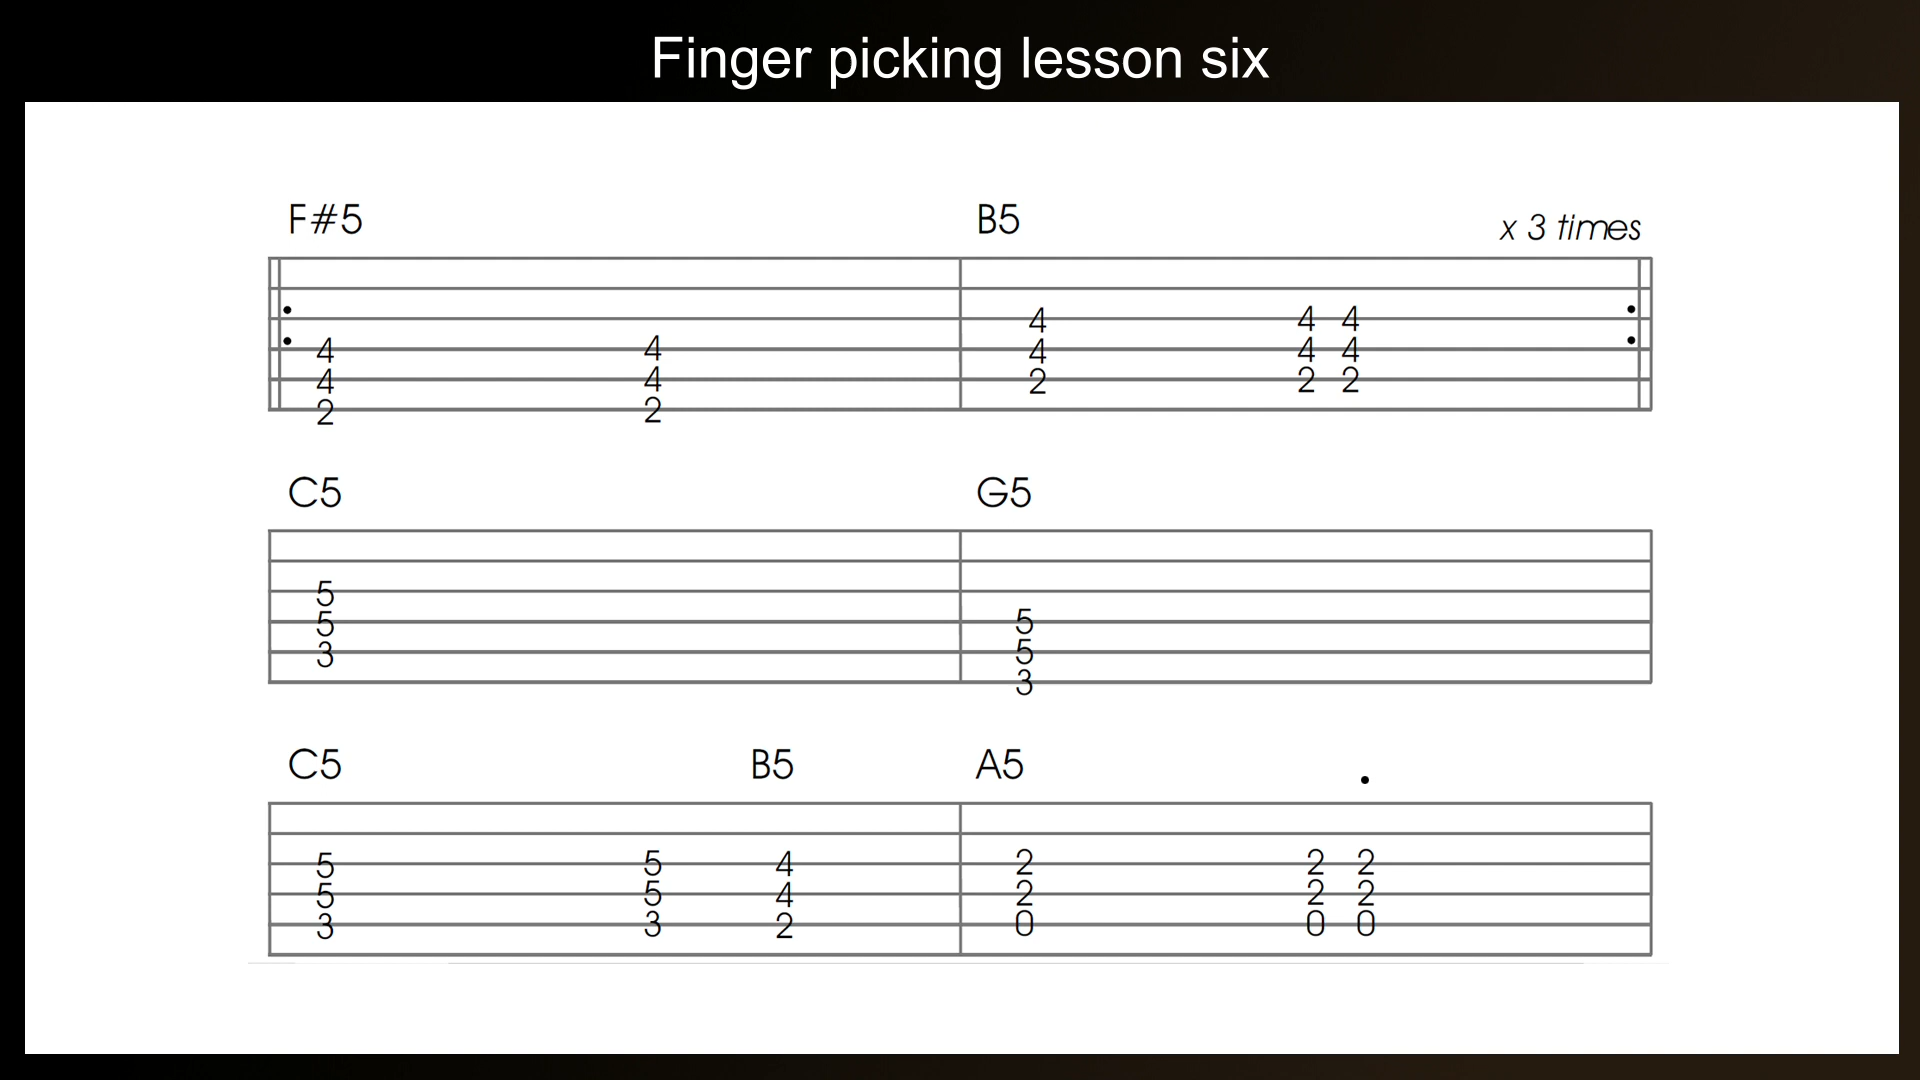 Finger picking lesson six
F#5 B5 x 3 times
4 4 4
4 4 4 4 4
4 4 2 2 2
2 2
C5 G5
5
5 5
3 5
3
C5 B5 A5
5 5 4 2 2 2
5 5 4 2 2 2
3 3 2 0 0 0